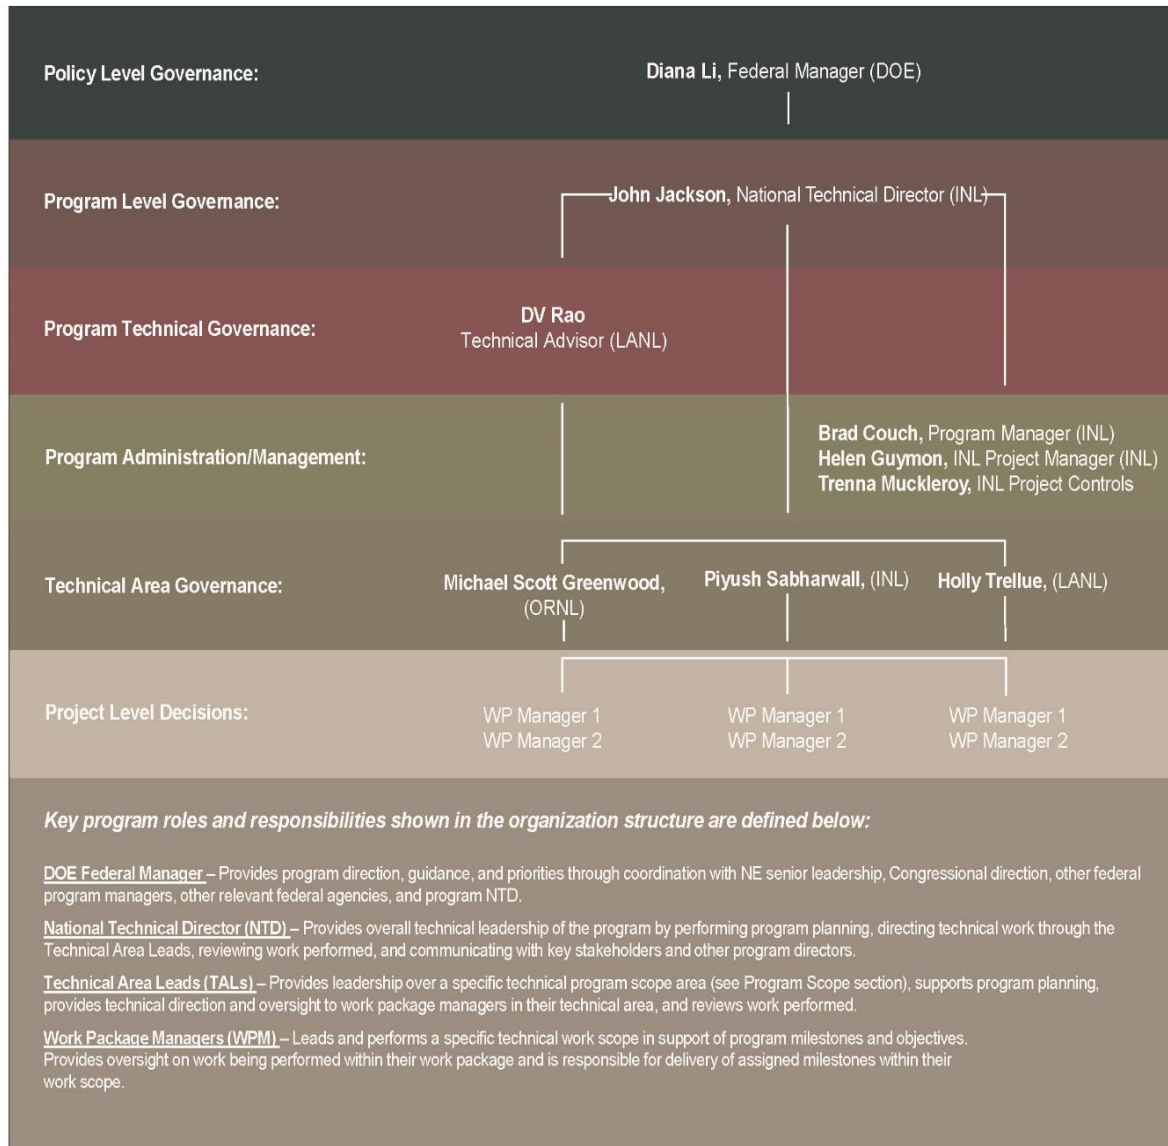 Policy Level Governance:
Diana Li, Federal Manager (DOE)
Program Level Governance:
John Jackson, National Technical Director (INL)
Program Technical Governance:
DV Rao
Technical Advisor (LANL)
Program Administration/Management:
Brad Couch, Program Manager (INL)
Helen Guymon, INL Project Manager (INL)
Trenna Muckleroy, INL Project Controls
Technical Area Governance:
Michael Scott Greenwood,
(ORNL)
Piyush Sabharwall, (INL)
Holly Trellue, (LANL)
Project Level Decisions:
WP Manager 1
WP Manager 2
WP Manager 1
WP Manager 2
WP Manager 1
WP Manager 2
Key program roles and responsibilities shown in the organization structure are defined below:
DOE Federal Manager – Provides program direction, guidance, and priorities through coordination with NE senior leadership, Congressional direction, other federal
program managers, other relevant federal agencies, and program NTD.
National Technical Director (NTD) – Provides overall technical leadership of the program by performing program planning, directing technical work through the
Technical Area Leads, reviewing work performed, and communicating with key stakeholders and other program directors.
Technical Area Leads (TALs) – Provides leadership over a specific technical program scope area (see Program Scope section), supports program planning,
provides technical direction and oversight to work package managers in their technical area, and reviews work performed.
Work Package Managers (WPM) – Leads and performs a specific technical work scope in support of program milestones and objectives.
Provides oversight on work being performed within their work package and is responsible for delivery of assigned milestones within their
work scope.